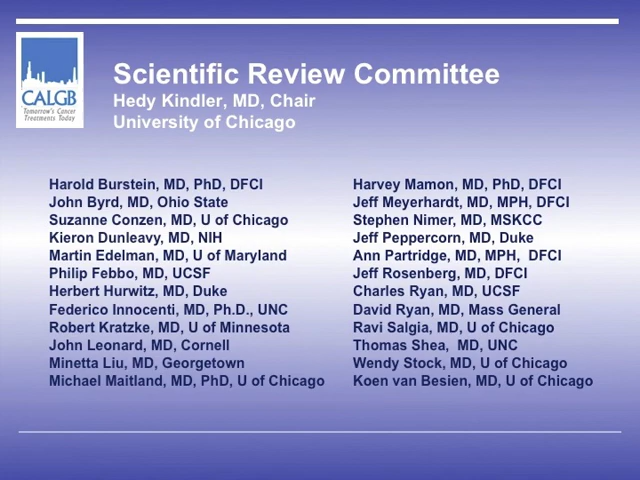 CALGB
Tomorrow's Cancer
Treatments Today
Scientific Review Committee
Hedy Kindler, MD, Chair
University of Chicago
Harold Burstein, MD, PhD, DFCI
John Byrd, MD, Ohio State
Suzanne Conzen, MD, U of Chicago
Kieron Dunleavy, MD, NIH
Martin Edelman, MD, U of Maryland
Philip Febbo, MD, UCSF
Herbert Hurwitz, MD, Duke
Federico Innocenti, MD, Ph.D., UNC
Robert Kratzke, MD, U of Minnesota
John Leonard, MD, Cornell
Minetta Liu, MD, Georgetown
Michael Maitland, MD, PhD, U of Chicago
Harvey Mamon, MD, PhD, DFCI
Jeff Meyerhardt, MD, MPH, DFCI
Stephen Nimer, MD, MSKCC
Jeff Peppercorn, MD, Duke
Ann Partridge, MD, MPH,  DFCI
Jeff Rosenberg, MD, DFCI
Charles Ryan, MD, UCSF
David Ryan, MD, Mass General
Ravi Salgia, MD, U of Chicago
Thomas Shea,  MD, UNC
Wendy Stock, MD, U of Chicago
Koen van Besien, MD, U of Chicago